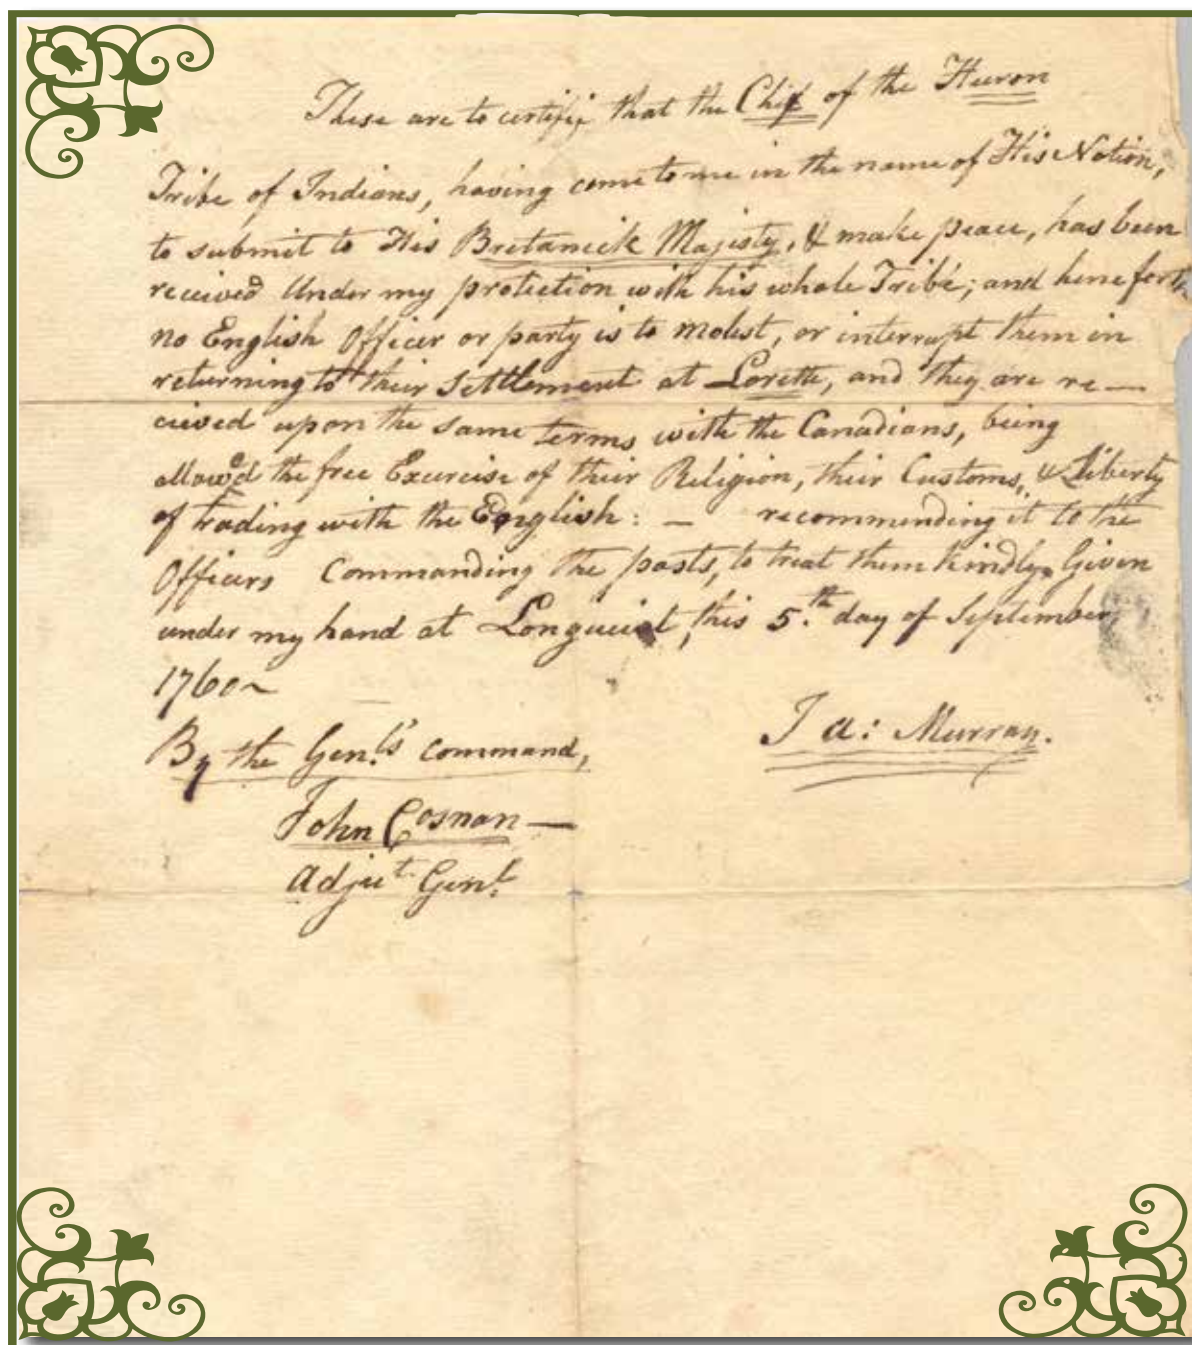 These are to certify that the Chief of the Huron
Tribe of Indians, having come to me in the name of His Nation,
to submit to His Bretanick Majesty, & make peace, has been
received Under my protection with his whole Tribe; and henceforth
no English Officer or party is to molest, or interrupt them in
returning to their Settlement at Lorette, and they are re—
cieved upon the same terms with the Canadians, being
allowed the free Exercise of their Religion, their Customs, & Liberty
of trading with the English: — recommending it to the
Officers Commanding the posts, to treat them kindly. Given
under my hand at Longueuil, this 5.th day of September,
1760~
By the Genls' command,
Ja: Murray.
John Cosnan —
Adjut. Genl.